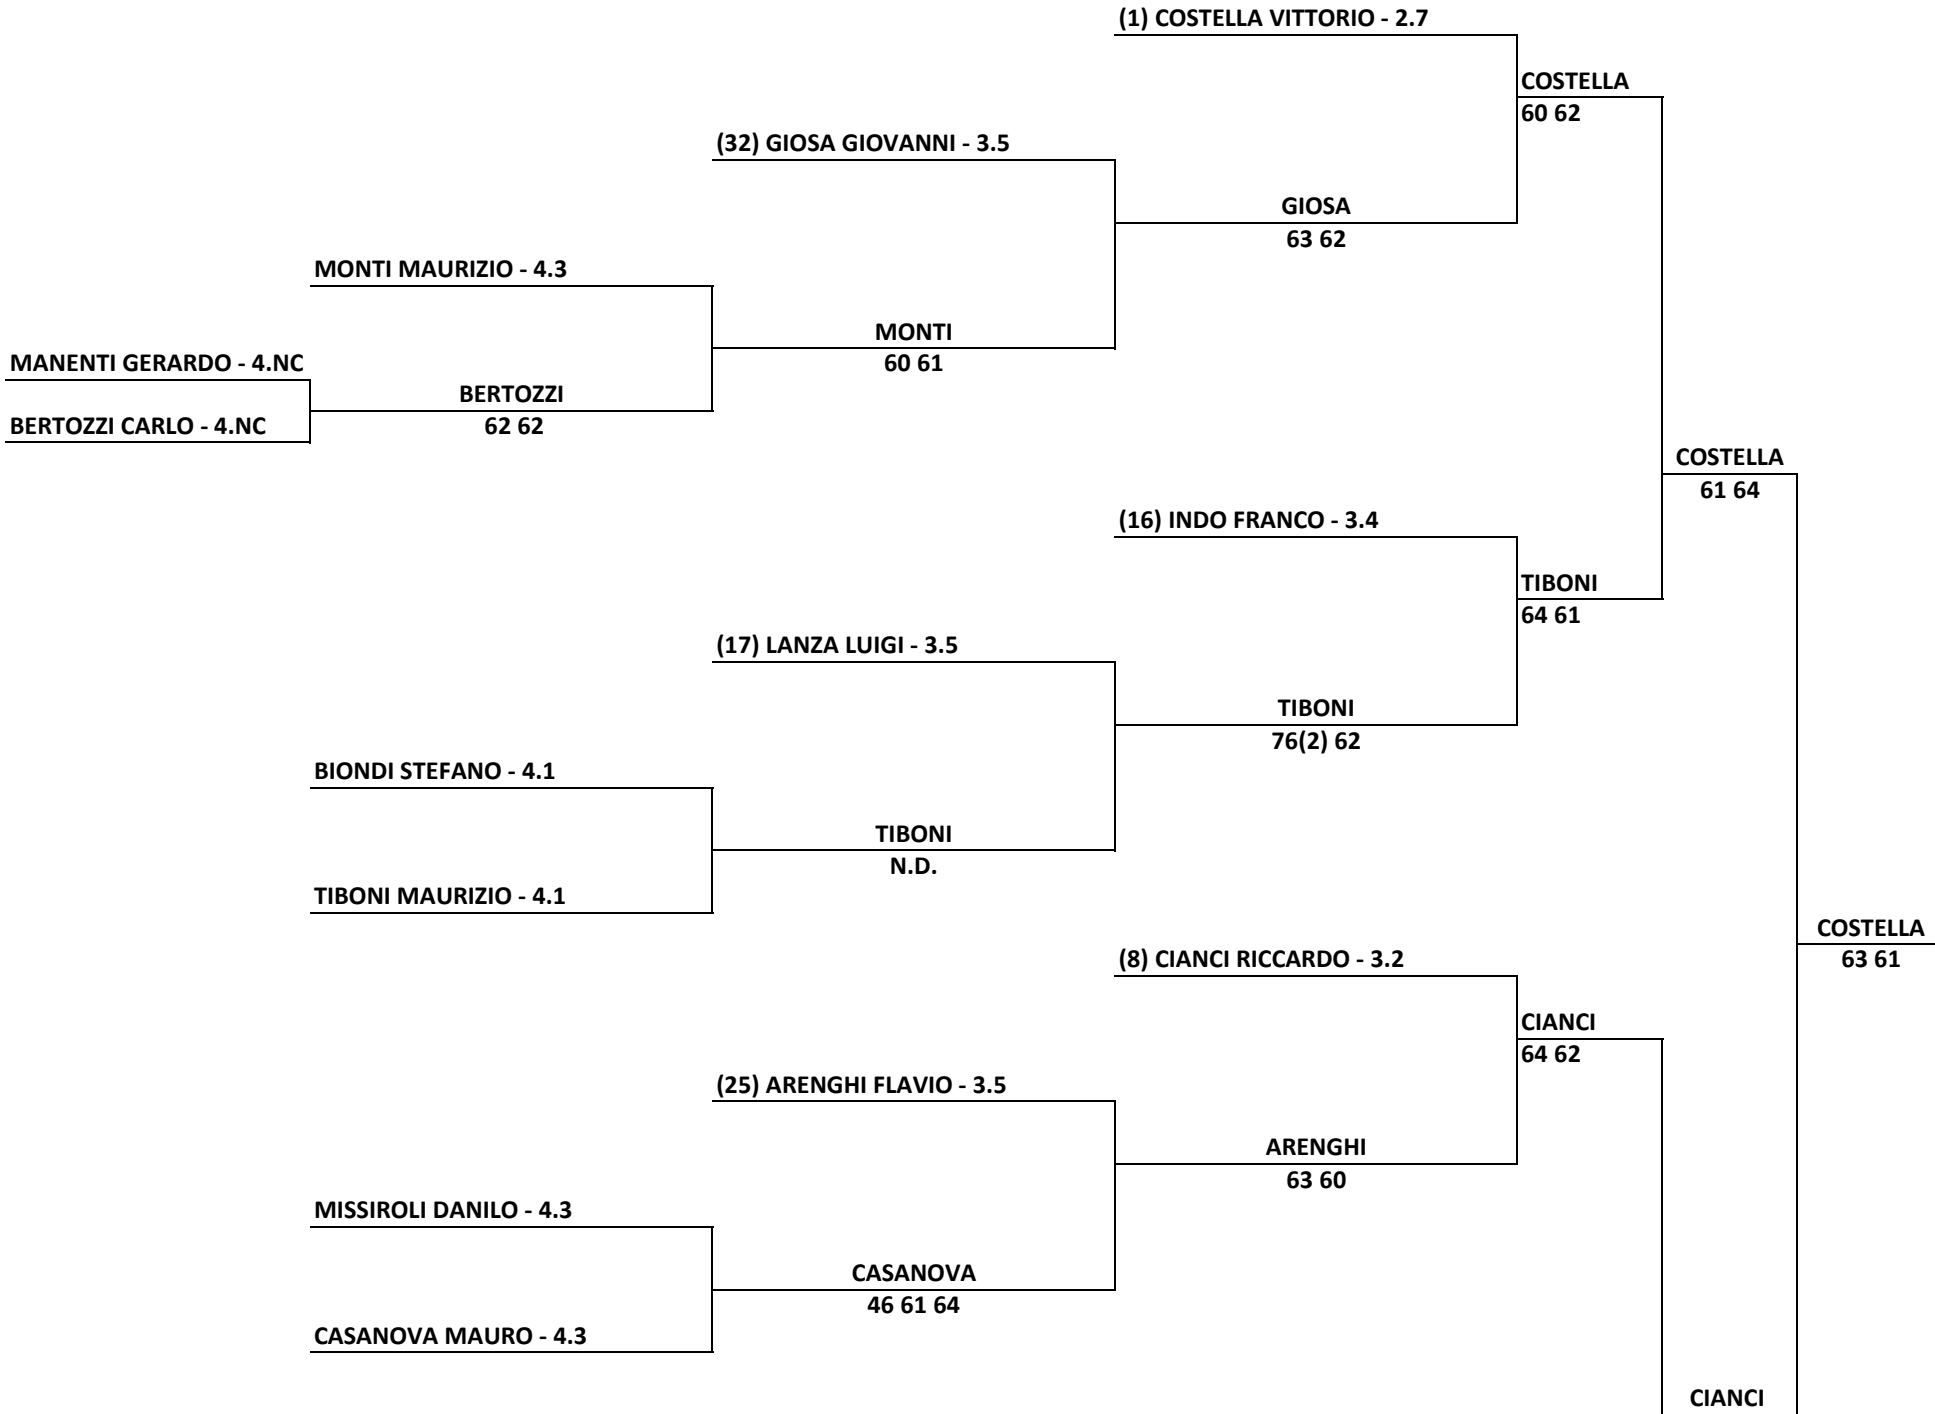 (1) COSTELLA VITTORIO - 2.7
COSTELLA
60 62
(32) GIOSA GIOVANNI - 3.5
GIOSA
63 62
MONTI MAURIZIO - 4.3
MONTI
60 61
MANENTI GERARDO - 4.NC
BERTOZZI
62 62
BERTOZZI CARLO - 4.NC
COSTELLA
61 64
(16) INDO FRANCO - 3.4
TIBONI
64 61
(17) LANZA LUIGI - 3.5
TIBONI
76(2) 62
BIONDI STEFANO - 4.1
TIBONI
N.D.
TIBONI MAURIZIO - 4.1
COSTELLA
63 61
(8) CIANCI RICCARDO - 3.2
CIANCI
64 62
(25) ARENGHI FLAVIO - 3.5
ARENGHI
63 60
MISSIROLI DANILO - 4.3
CASANOVA
46 61 64
CASANOVA MAURO - 4.3
CIANCI